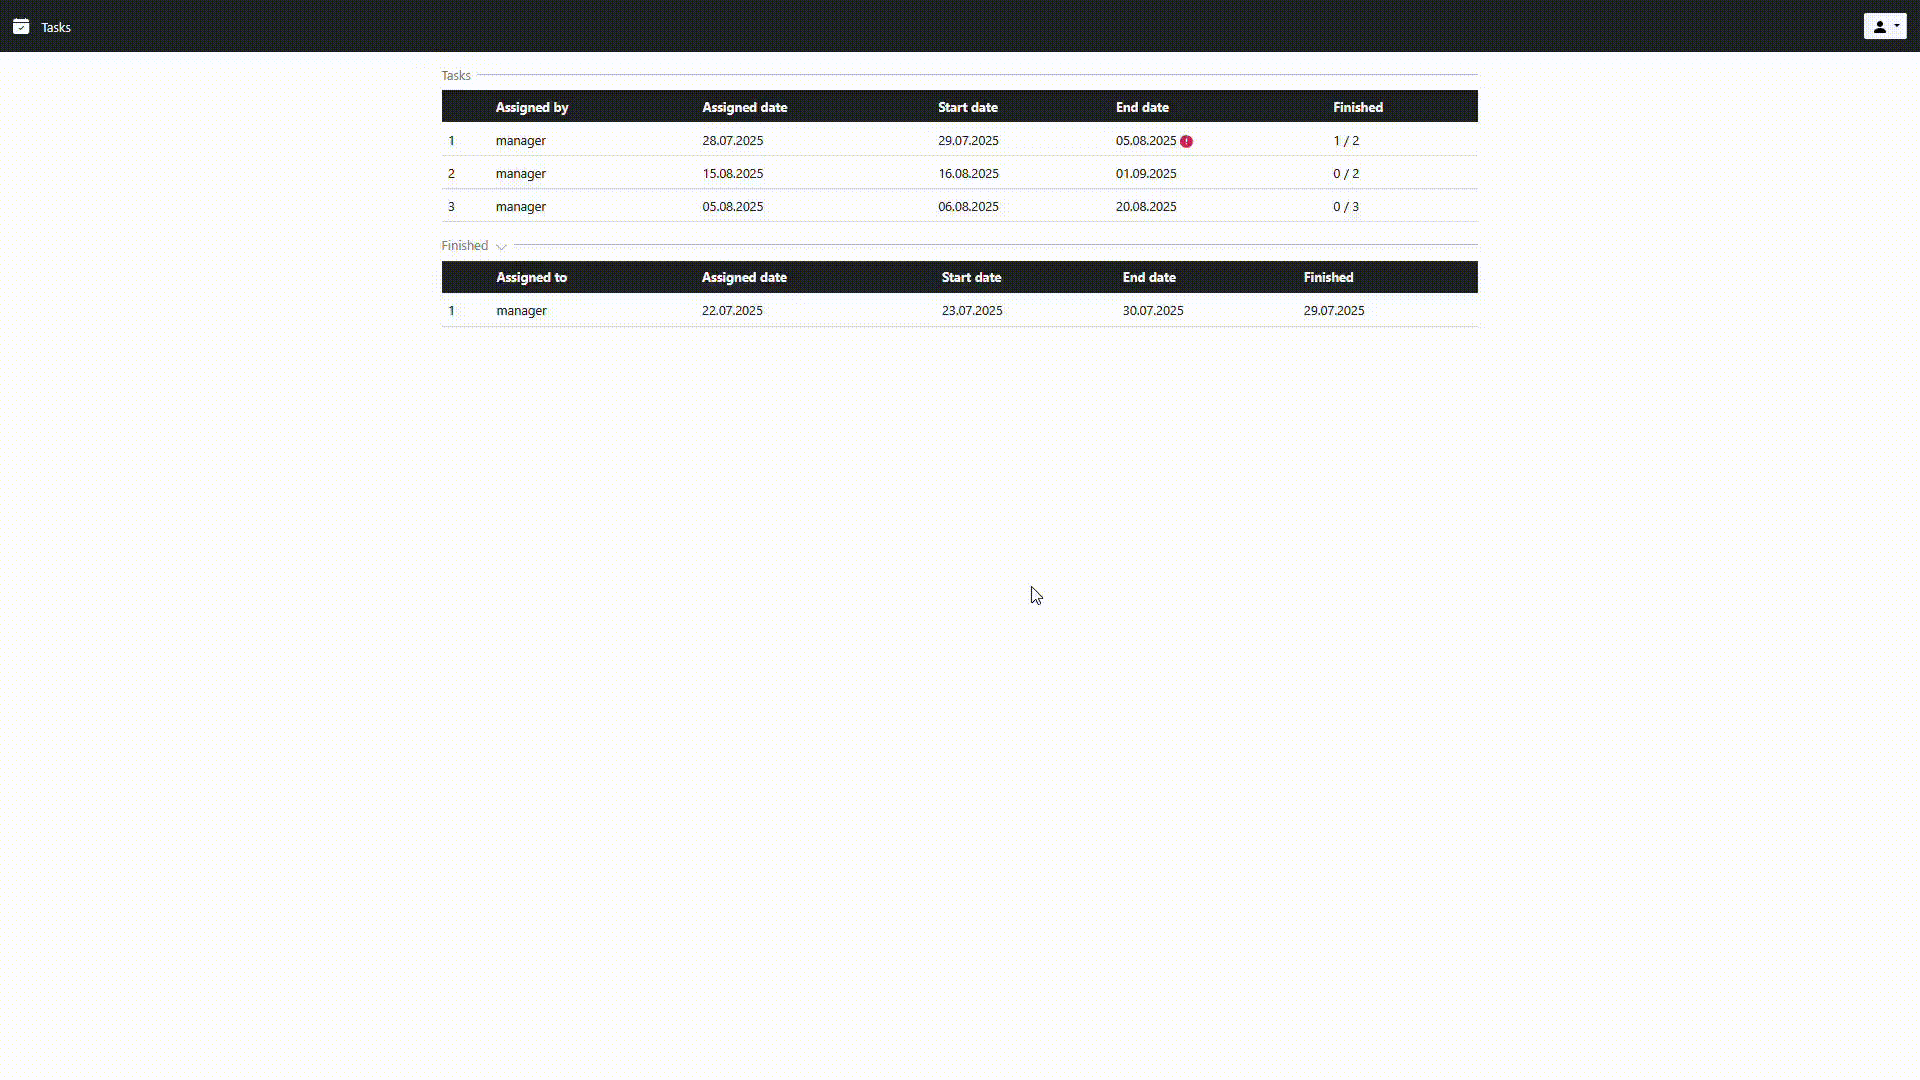 Tasks
Tasks
Assigned by Assigned date Start date End date Finished
1 manager 28.07.2025 29.07.2025 05.08.2025 1 / 2
2 manager 15.08.2025 16.08.2025 01.09.2025 0 / 2
3 manager 05.08.2025 06.08.2025 20.08.2025 0 / 3
Finished
Assigned to Assigned date Start date End date Finished
1 manager 22.07.2025 23.07.2025 30.07.2025 29.07.2025